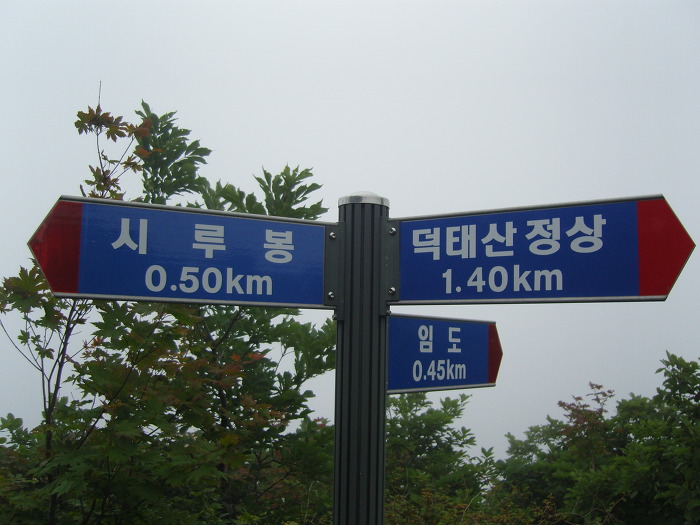 시 루 봉
0.50km
덕태산정상
1.40km
임 도
0.45km